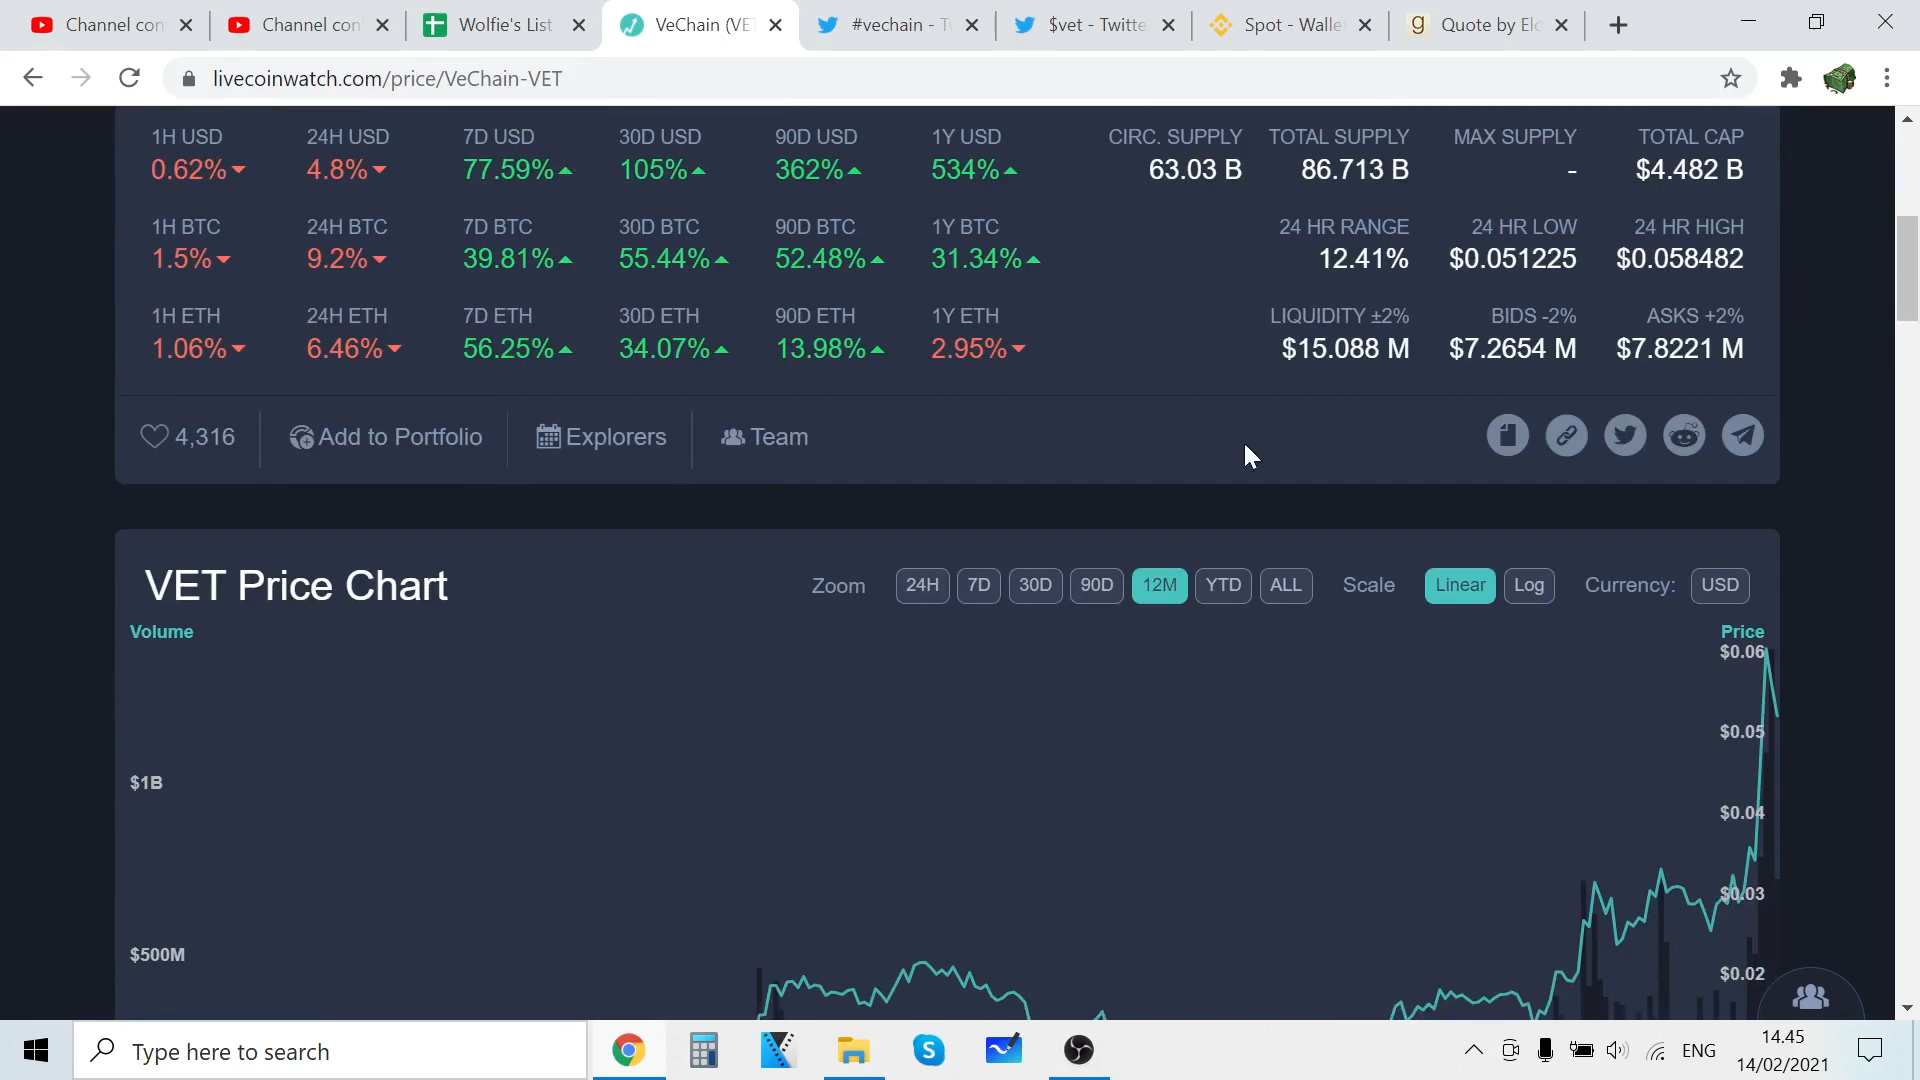 Channel con
Channel con
Wolfie's List
VeChain (VE
#vechain - T
$vet - Twitte
Spot - Walle
Quote by Elo
livecoinwatch.com/price/VeChain-VET
1H USD 24H USD 7D USD 30D USD 90D USD 1Y USD CIRC. SUPPLY TOTAL SUPPLY MAX SUPPLY TOTAL CAP
0.62% 4.8% 77.59% 105% 362% 534% 63.03 B 86.713 B - $4.482 B
1H BTC 24H BTC 7D BTC 30D BTC 90D BTC 1Y BTC 24 HR RANGE 24 HR LOW 24 HR HIGH
1.5% 9.2% 39.81% 55.44% 52.48% 31.34% 12.41% $0.051225 $0.058482
1H ETH 24H ETH 7D ETH 30D ETH 90D ETH 1Y ETH LIQUIDITY ±2% BIDS -2% ASKS +2%
1.06% 6.46% 56.25% 34.07% 13.98% 2.95% $15.088 M $7.2654 M $7.8221 M
4,316 Add to Portfolio Explorers Team
VET Price Chart Zoom 24H 7D 30D 90D 12M YTD ALL Scale Linear Log Currency: USD
Volume Price
$0.06
$0.05
$1B
$0.04
$0.03
$500M
$0.02
Type here to search
ENG
14.45
14/02/2021